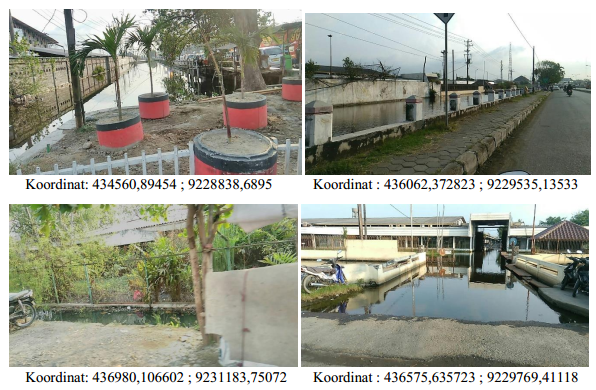 Koordinat: 434560,89454 ; 9228838,6895
Koordinat : 436062,372823 ; 9229535,13533
Koordinat: 436980,106602 ; 9231183,75072
Koordinat : 436575,635723 ; 9229769,41118